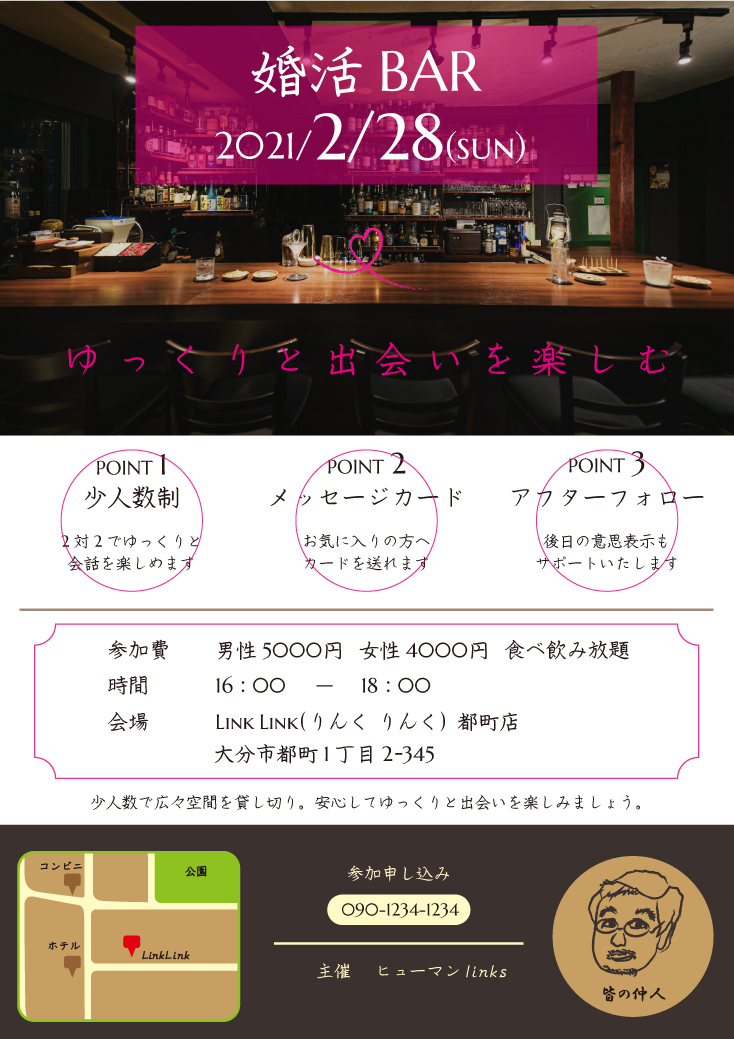 婚活 BAR
2021/2/28(SUN)
ゆっくりと出会いを楽しむ
POINT 1
少人数制
2対2でゆっくりと
会話を楽しめます
POINT 2
メッセージカード
お気に入りの方へ
カードを送れます
POINT 3
アフターフォロー
後日の意思表示も
サポートいたします
参加費 男性5000円 女性4000円 食べ飲み放題
時間 16：00 ― 18：00
会場 LINK LINK(りんく りんく) 都町店
大分市都町1丁目2-345
少人数で広々空間を貸し切り。安心してゆっくりと出会いを楽しみましょう。
コンビニ
公園
ホテル
LinkLink
参加申し込み
090-1234-1234
主催 ヒューマンlinks
皆の仲人